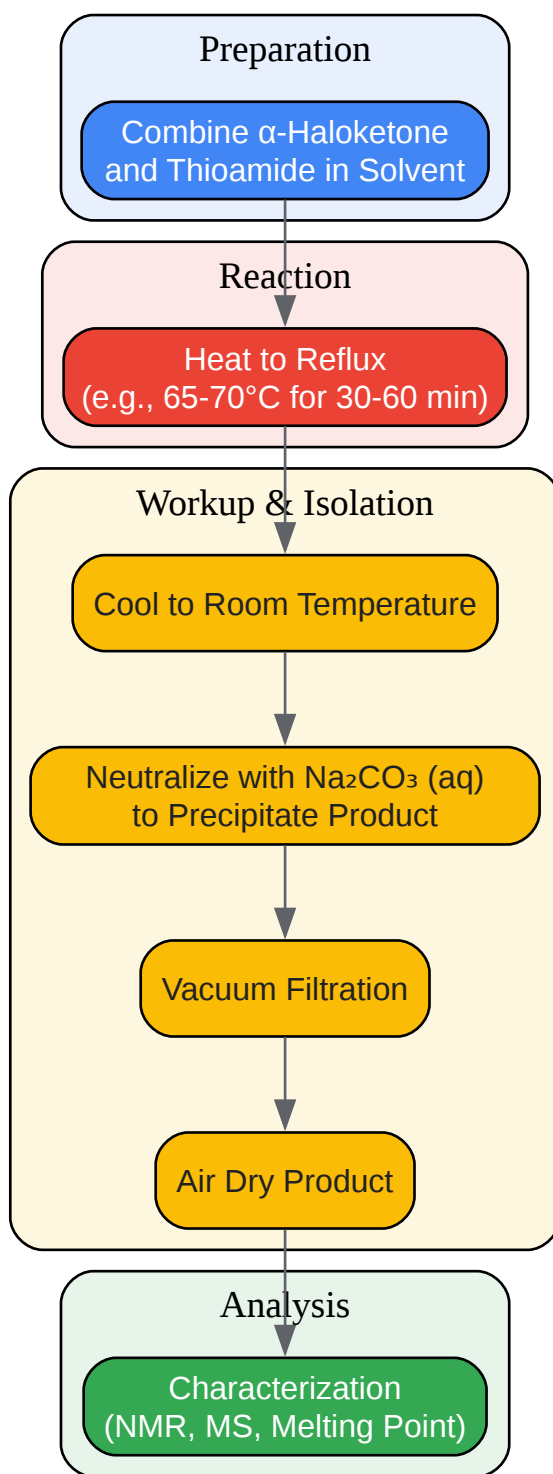 Preparation
Combine α-Haloketone
and Thioamide in Solvent
Reaction
Heat to Reflux
(e.g., 65-70°C for 30-60 min)
Workup & Isolation
Cool to Room Temperature
Neutralize with Na₂CO₃ (aq)
to Precipitate Product
Vacuum Filtration
Air Dry Product
Analysis
Characterization
(NMR, MS, Melting Point)